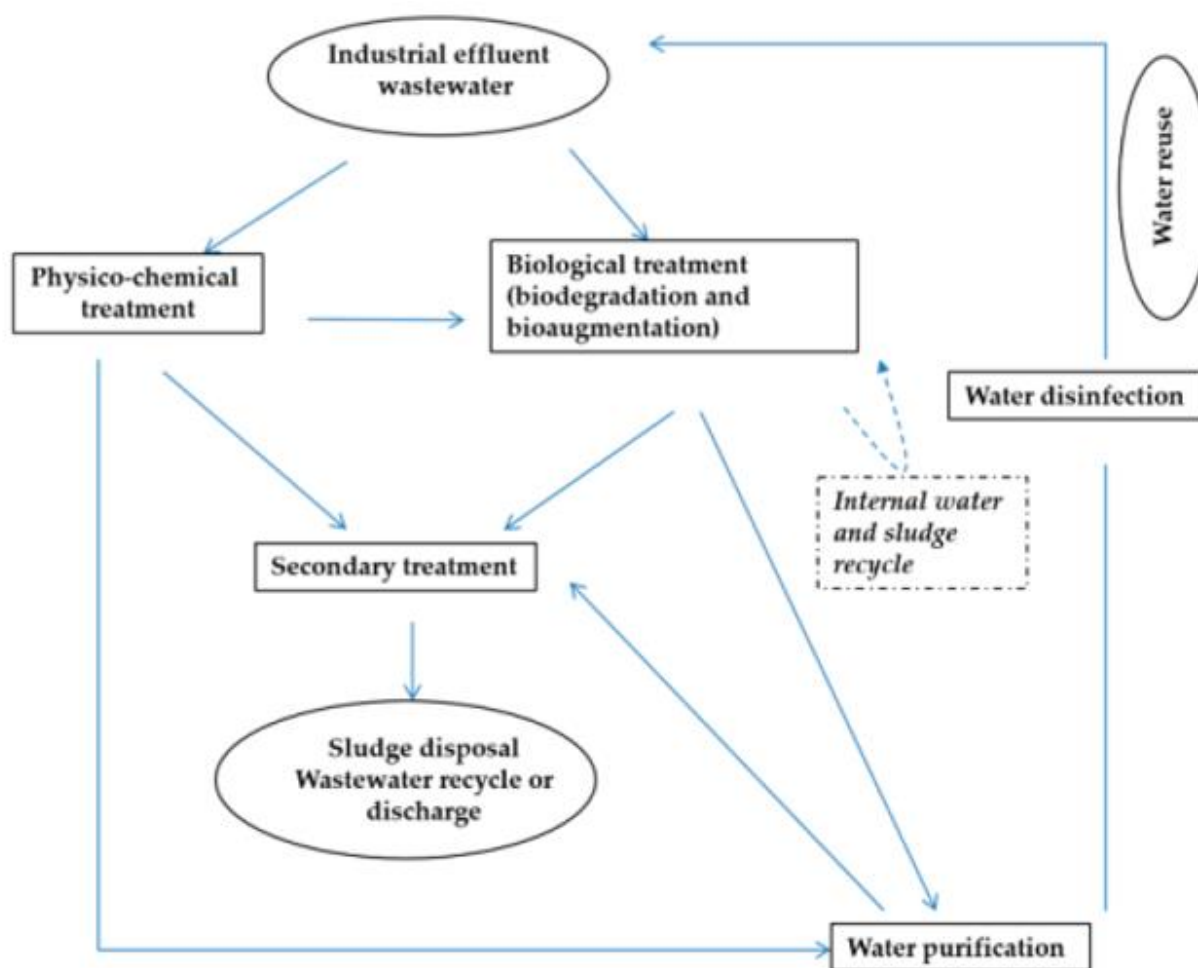 Industrial effluent
wastewater
Water reuse
Physico-chemical
treatment
Biological treatment
(biodegradation and
bioaugmentation)
Water disinfection
Internal water
and sludge
recycle
Secondary treatment
Sludge disposal
Wastewater recycle or
discharge
Water purification